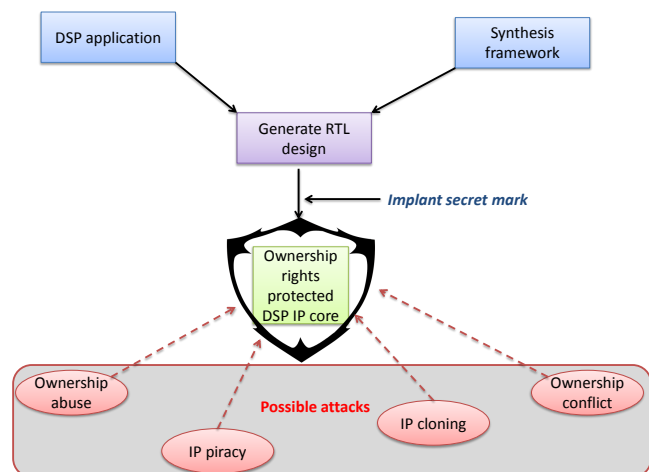 DSP application
Synthesis
framework
Generate RTL
design
Implant secret mark
Ownership
rights
protected
DSP IP core
Ownership
abuse
Possible attacks
IP piracy
IP cloning
Ownership
conflict